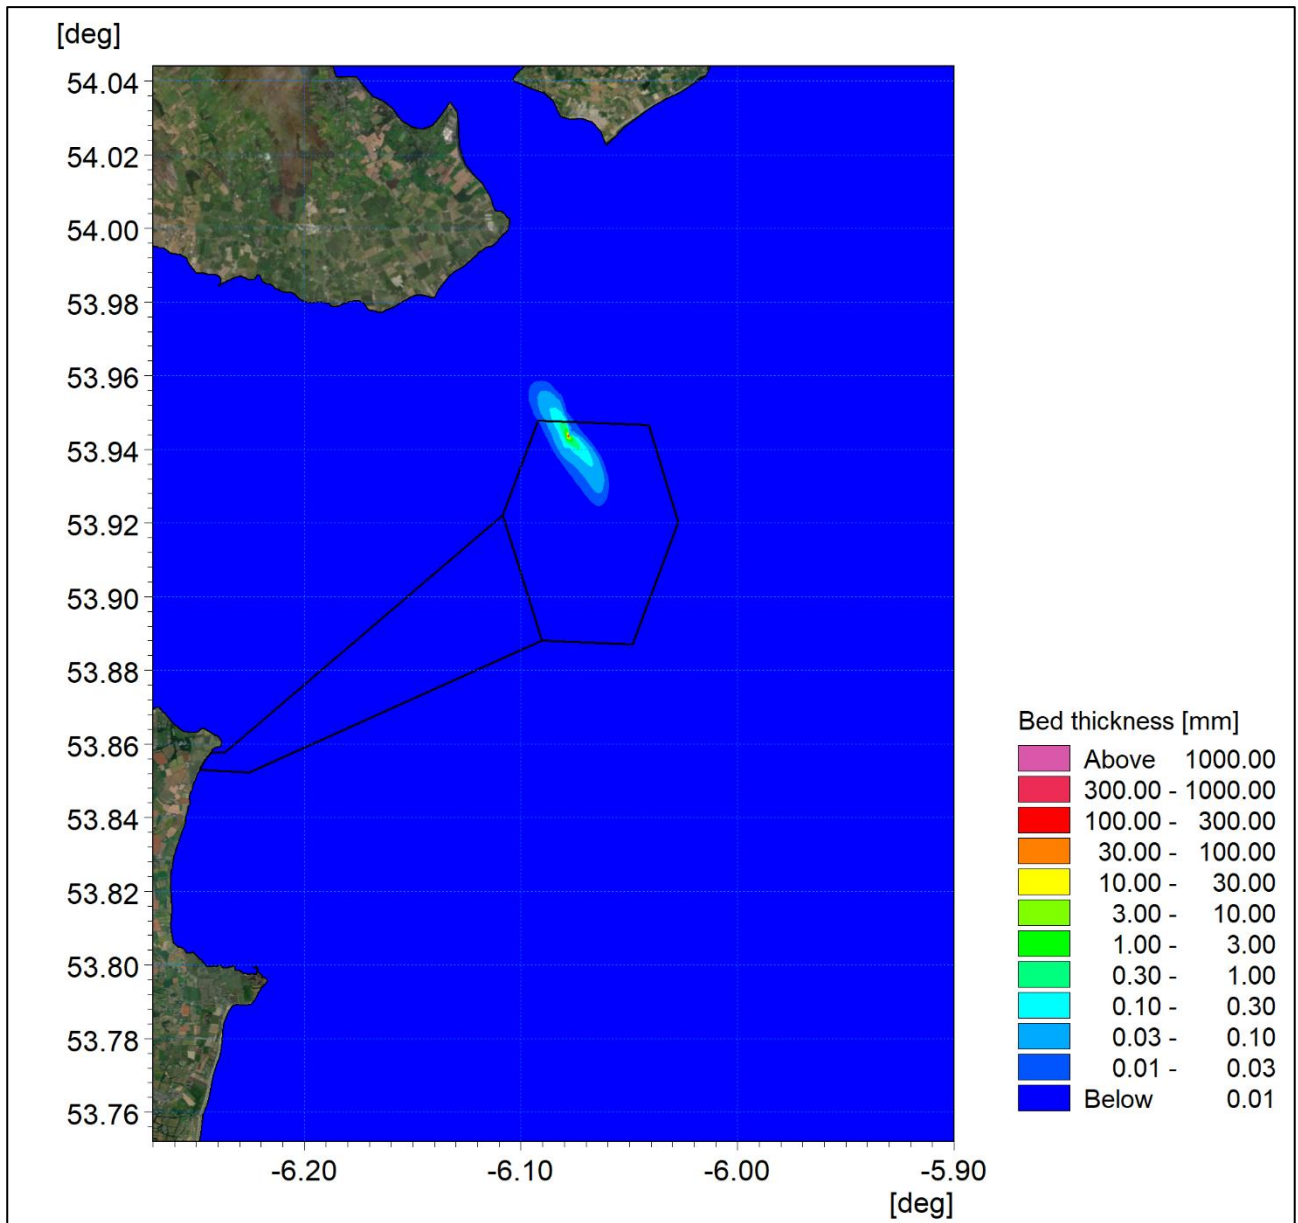 [deg]
54.04
54.02
54.00
53.98
53.96
53.94
53.92
53.90
53.88
53.86
53.84
53.82
53.80
53.78
53.76
-6.20 -6.10 -6.00 -5.90
[deg]
Bed thickness [mm]
Above 1000.00
300.00 - 1000.00
100.00 - 300.00
30.00 - 100.00
10.00 - 30.00
3.00 - 10.00
1.00 - 3.00
0.30 - 1.00
0.10 - 0.30
0.03 - 0.10
0.01 - 0.03
Below 0.01